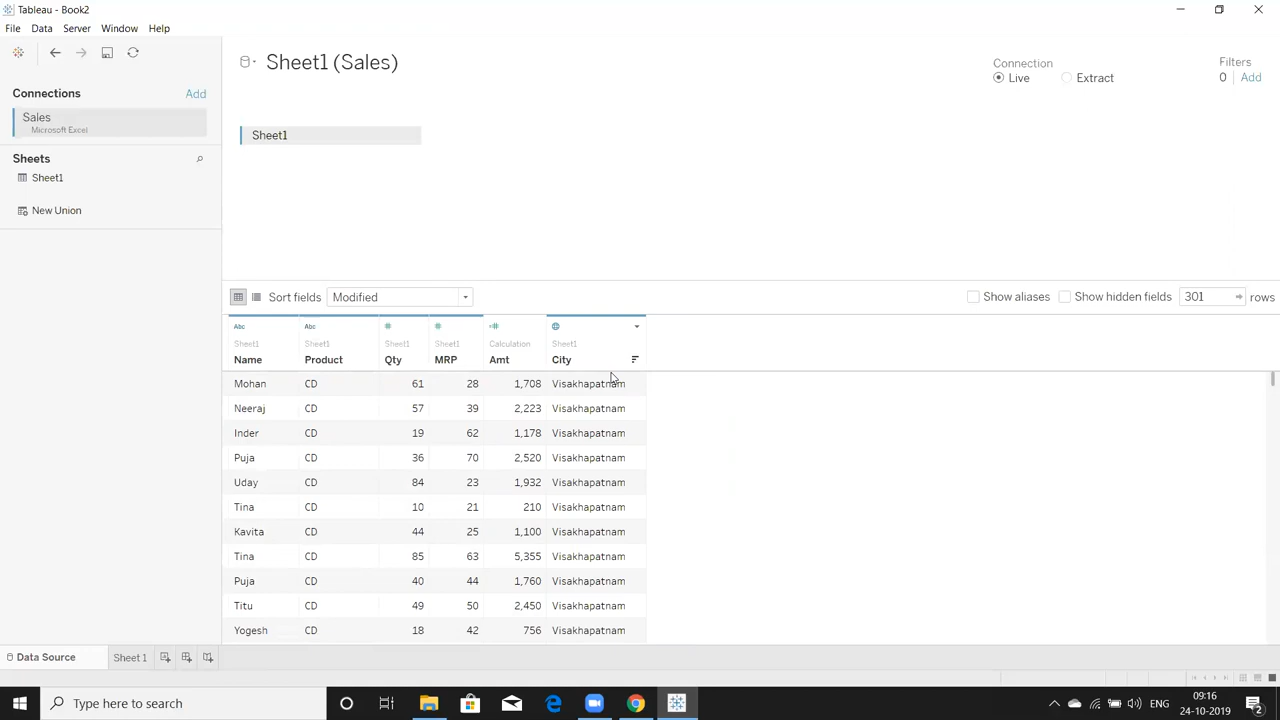 Tableau - Book2
File Data Server Window Help
Connections Add
Sales
Microsoft Excel
Sheets
Sheet1
New Union
Sheet1 (Sales)
Connection
Live Extract
Filters
0 Add
Sheet1
Sort fields Modified Show aliases Show hidden fields 301 rows
Abc Abc # # =# 
Sheet1 Sheet1 Sheet1 Sheet1 Calculation Sheet1
Name Product Qty MRP Amt City
Mohan CD 61 28 1,708 Visakhapatnam
Neeraj CD 57 39 2,223 Visakhapatnam
Inder CD 19 62 1,178 Visakhapatnam
Puja CD 36 70 2,520 Visakhapatnam
Uday CD 84 23 1,932 Visakhapatnam
Tina CD 10 21 210 Visakhapatnam
Kavita CD 44 25 1,100 Visakhapatnam
Tina CD 85 63 5,355 Visakhapatnam
Puja CD 40 44 1,760 Visakhapatnam
Titu CD 49 50 2,450 Visakhapatnam
Yogesh CD 18 42 756 Visakhapatnam
Data Source Sheet 1
Type here to search
ENG
09:16
24-10-2019
2